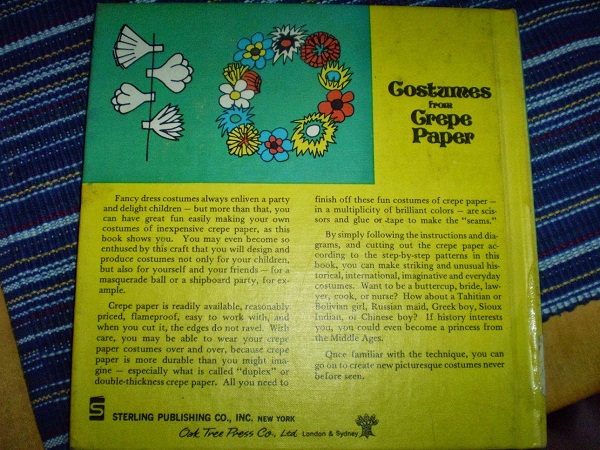 Costumes
from
Crepe
Paper
Fancy dress costumes always enliven a party
and delight children — but more than that, you
can have great fun easily making your own
costumes of inexpensive crepe paper, as this
book shows you. You may even become so
enthused by this craft that you will design and
produce costumes not only for your children,
but also for yourself and your friends — for a
masquerade ball or a shipboard party, for ex-
ample.
Crepe paper is readily available, reasonably
priced, flameproof, easy to work with, and
when you cut it, the edges do not ravel. With
care, you may be able to wear your crepe
paper costumes over and over, because crepe
paper is more durable than you might ima-
gine — especially what is called "duplex" or
double-thickness crepe paper. All you need to
finish off these fun costumes of crepe paper —
in a multiplicity of brilliant colors — are scis-
sors and glue or tape to make the "seams."
By simply following the instructions and dia-
grams, and cutting out the crepe paper ac-
cording to the step-by-step patterns in this
book, you can make striking and unusual his-
torical, international, imaginative and everyday
costumes. Want to be a buttercup, bride, law-
yer, cook, or nurse? How about a Tahitian or
Bolivian girl, Russian maid, Greek boy, Sioux
Indian, or Chinese boy? If history interests
you, you could even become a princess from
the Middle Ages.
Once familiar with the technique, you can
go on to create new picturesque costumes never
before seen.
S
STERLING PUBLISHING CO., INC. NEW YORK
Oak Tree Press Co., Ltd. London & Sydney